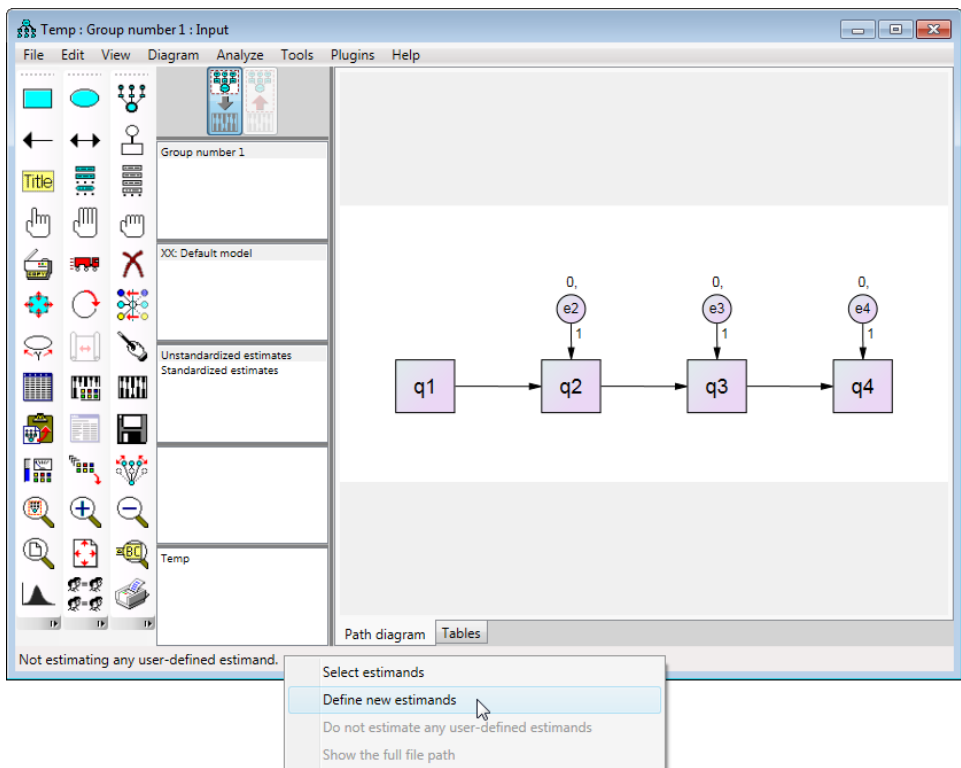 Temp : Group number 1 : Input
File Edit View Diagram Analyze Tools Plugins Help
Title
Group number 1
XX: Default model
Unstandardized estimates
Standardized estimates
Temp
0, 0, 0,
e2 e3 e4
1 1 1
q1 q2 q3 q4
Path diagram Tables
Not estimating any user-defined estimand.
Select estimands
Define new estimands
Do not estimate any user-defined estimands
Show the full file path